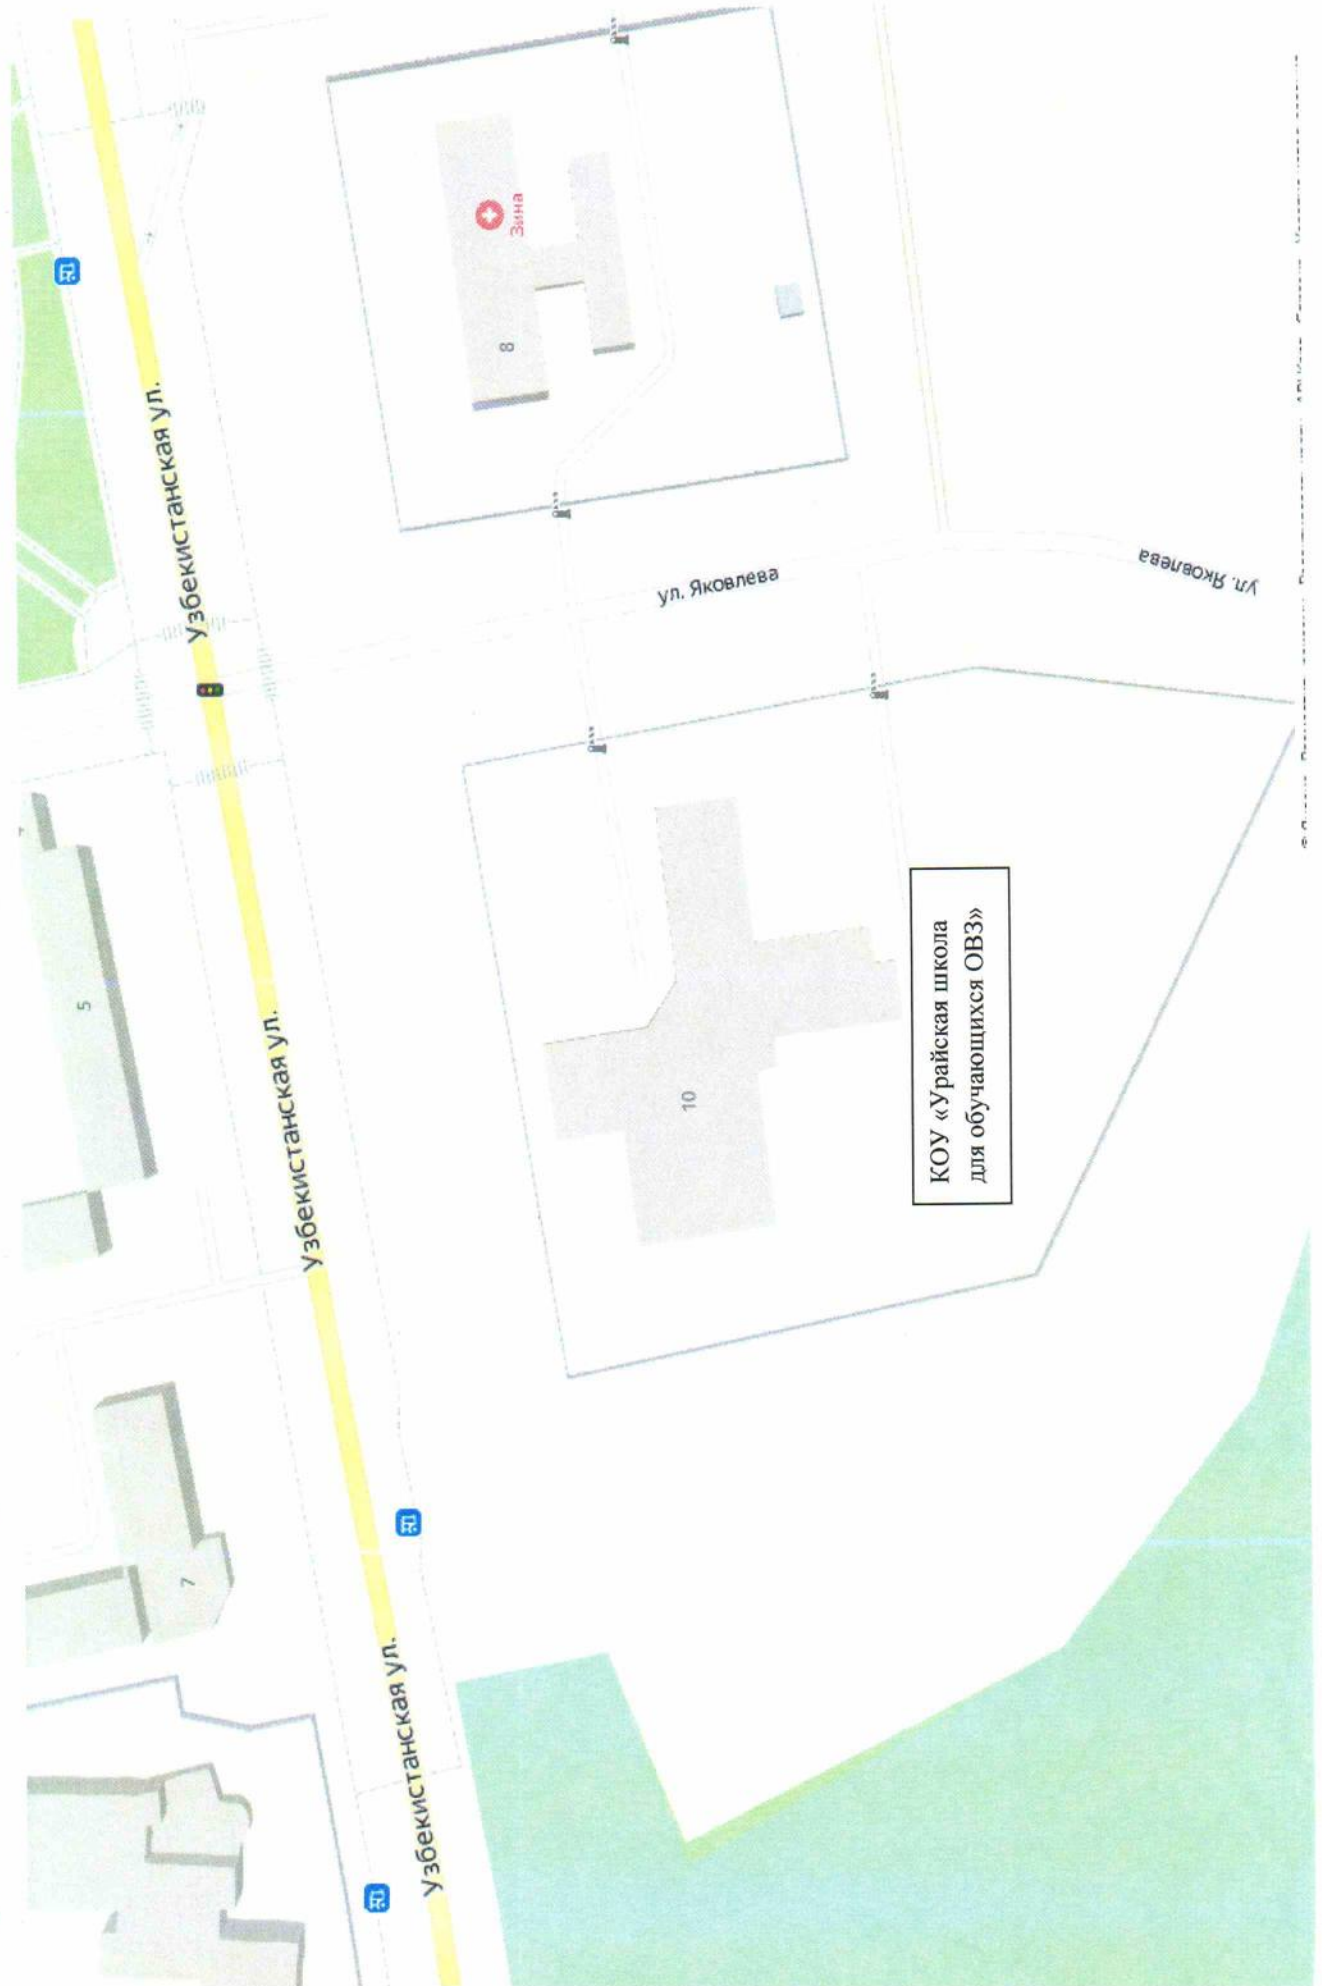 Узбекистанская ул.
Узбекистанская ул.
Узбекистанская ул.
5
7
8
Зина
ул. Яковлева
ул. Яковлева
10
КОУ «Урайская школа
для обучающихся ОВЗ»